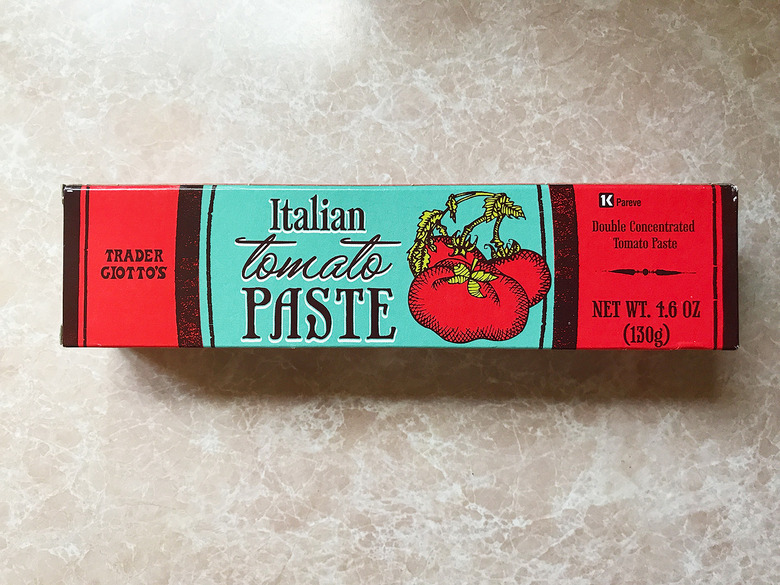 TRADER
GIOTTO'S
Italian
tomato
PASTE
K Pareve
Double Concentrated
Tomato Paste
NET WT. 4.6 OZ
(130g)